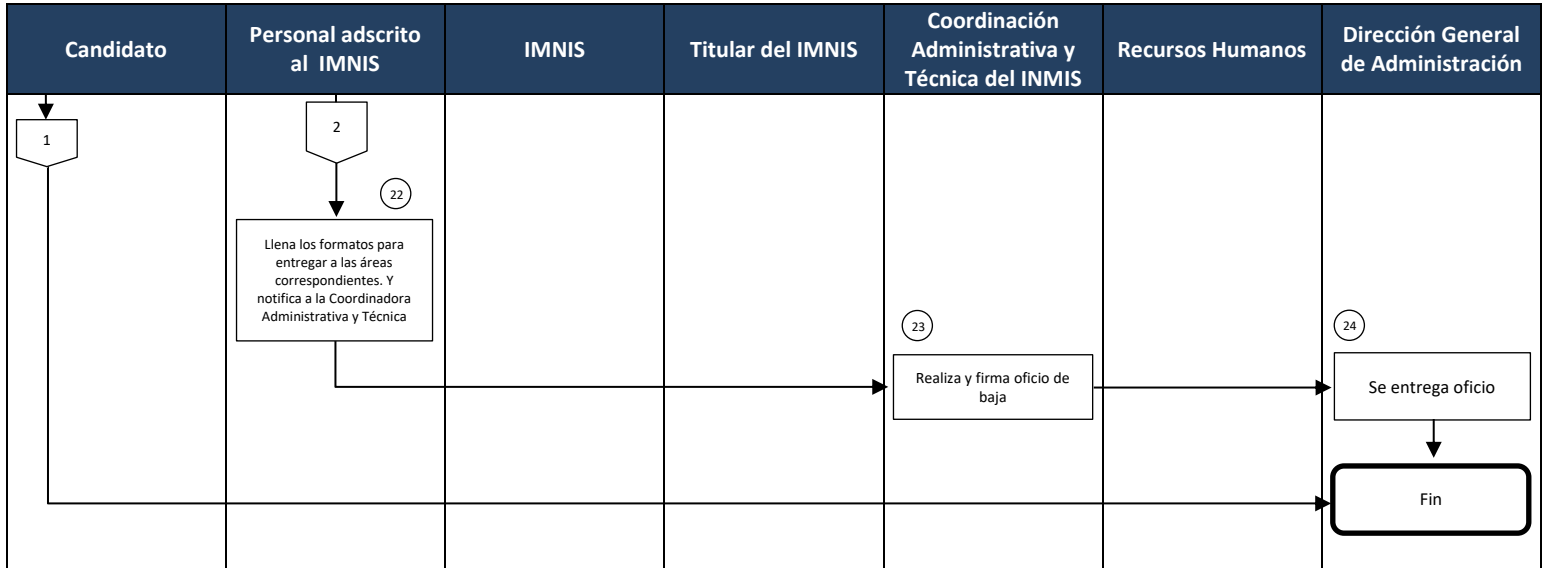 Candidato
Personal adscrito
al IMNIS
IMNIS
Titular del IMNIS
Coordinación
Administrativa y
Técnica del INMIS
Recursos Humanos
Dirección General
de Administración
1
2
22
Llena los formatos para
entregar a las áreas
correspondientes. Y
notifica a la Coordinadora
Administrativa y Técnica
23
Realiza y firma oficio de
baja
24
Se entrega oficio
Fin